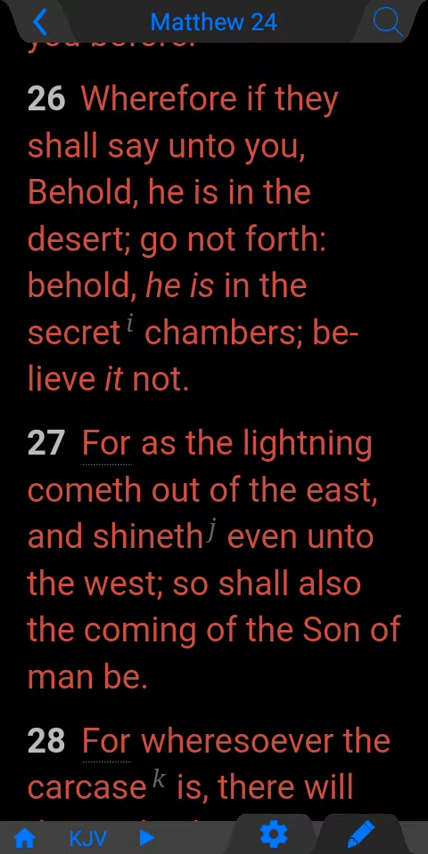 Matthew 24
you before.
26 Wherefore if they
shall say unto you,
Behold, he is in the
desert; go not forth:
behold, he is in the
secret i chambers; be-
lieve it not.
27 For as the lightning
cometh out of the east,
and shineth j even unto
the west; so shall also
the coming of the Son of
man be.
28 For wheresoever the
carcase k is, there will
KJV